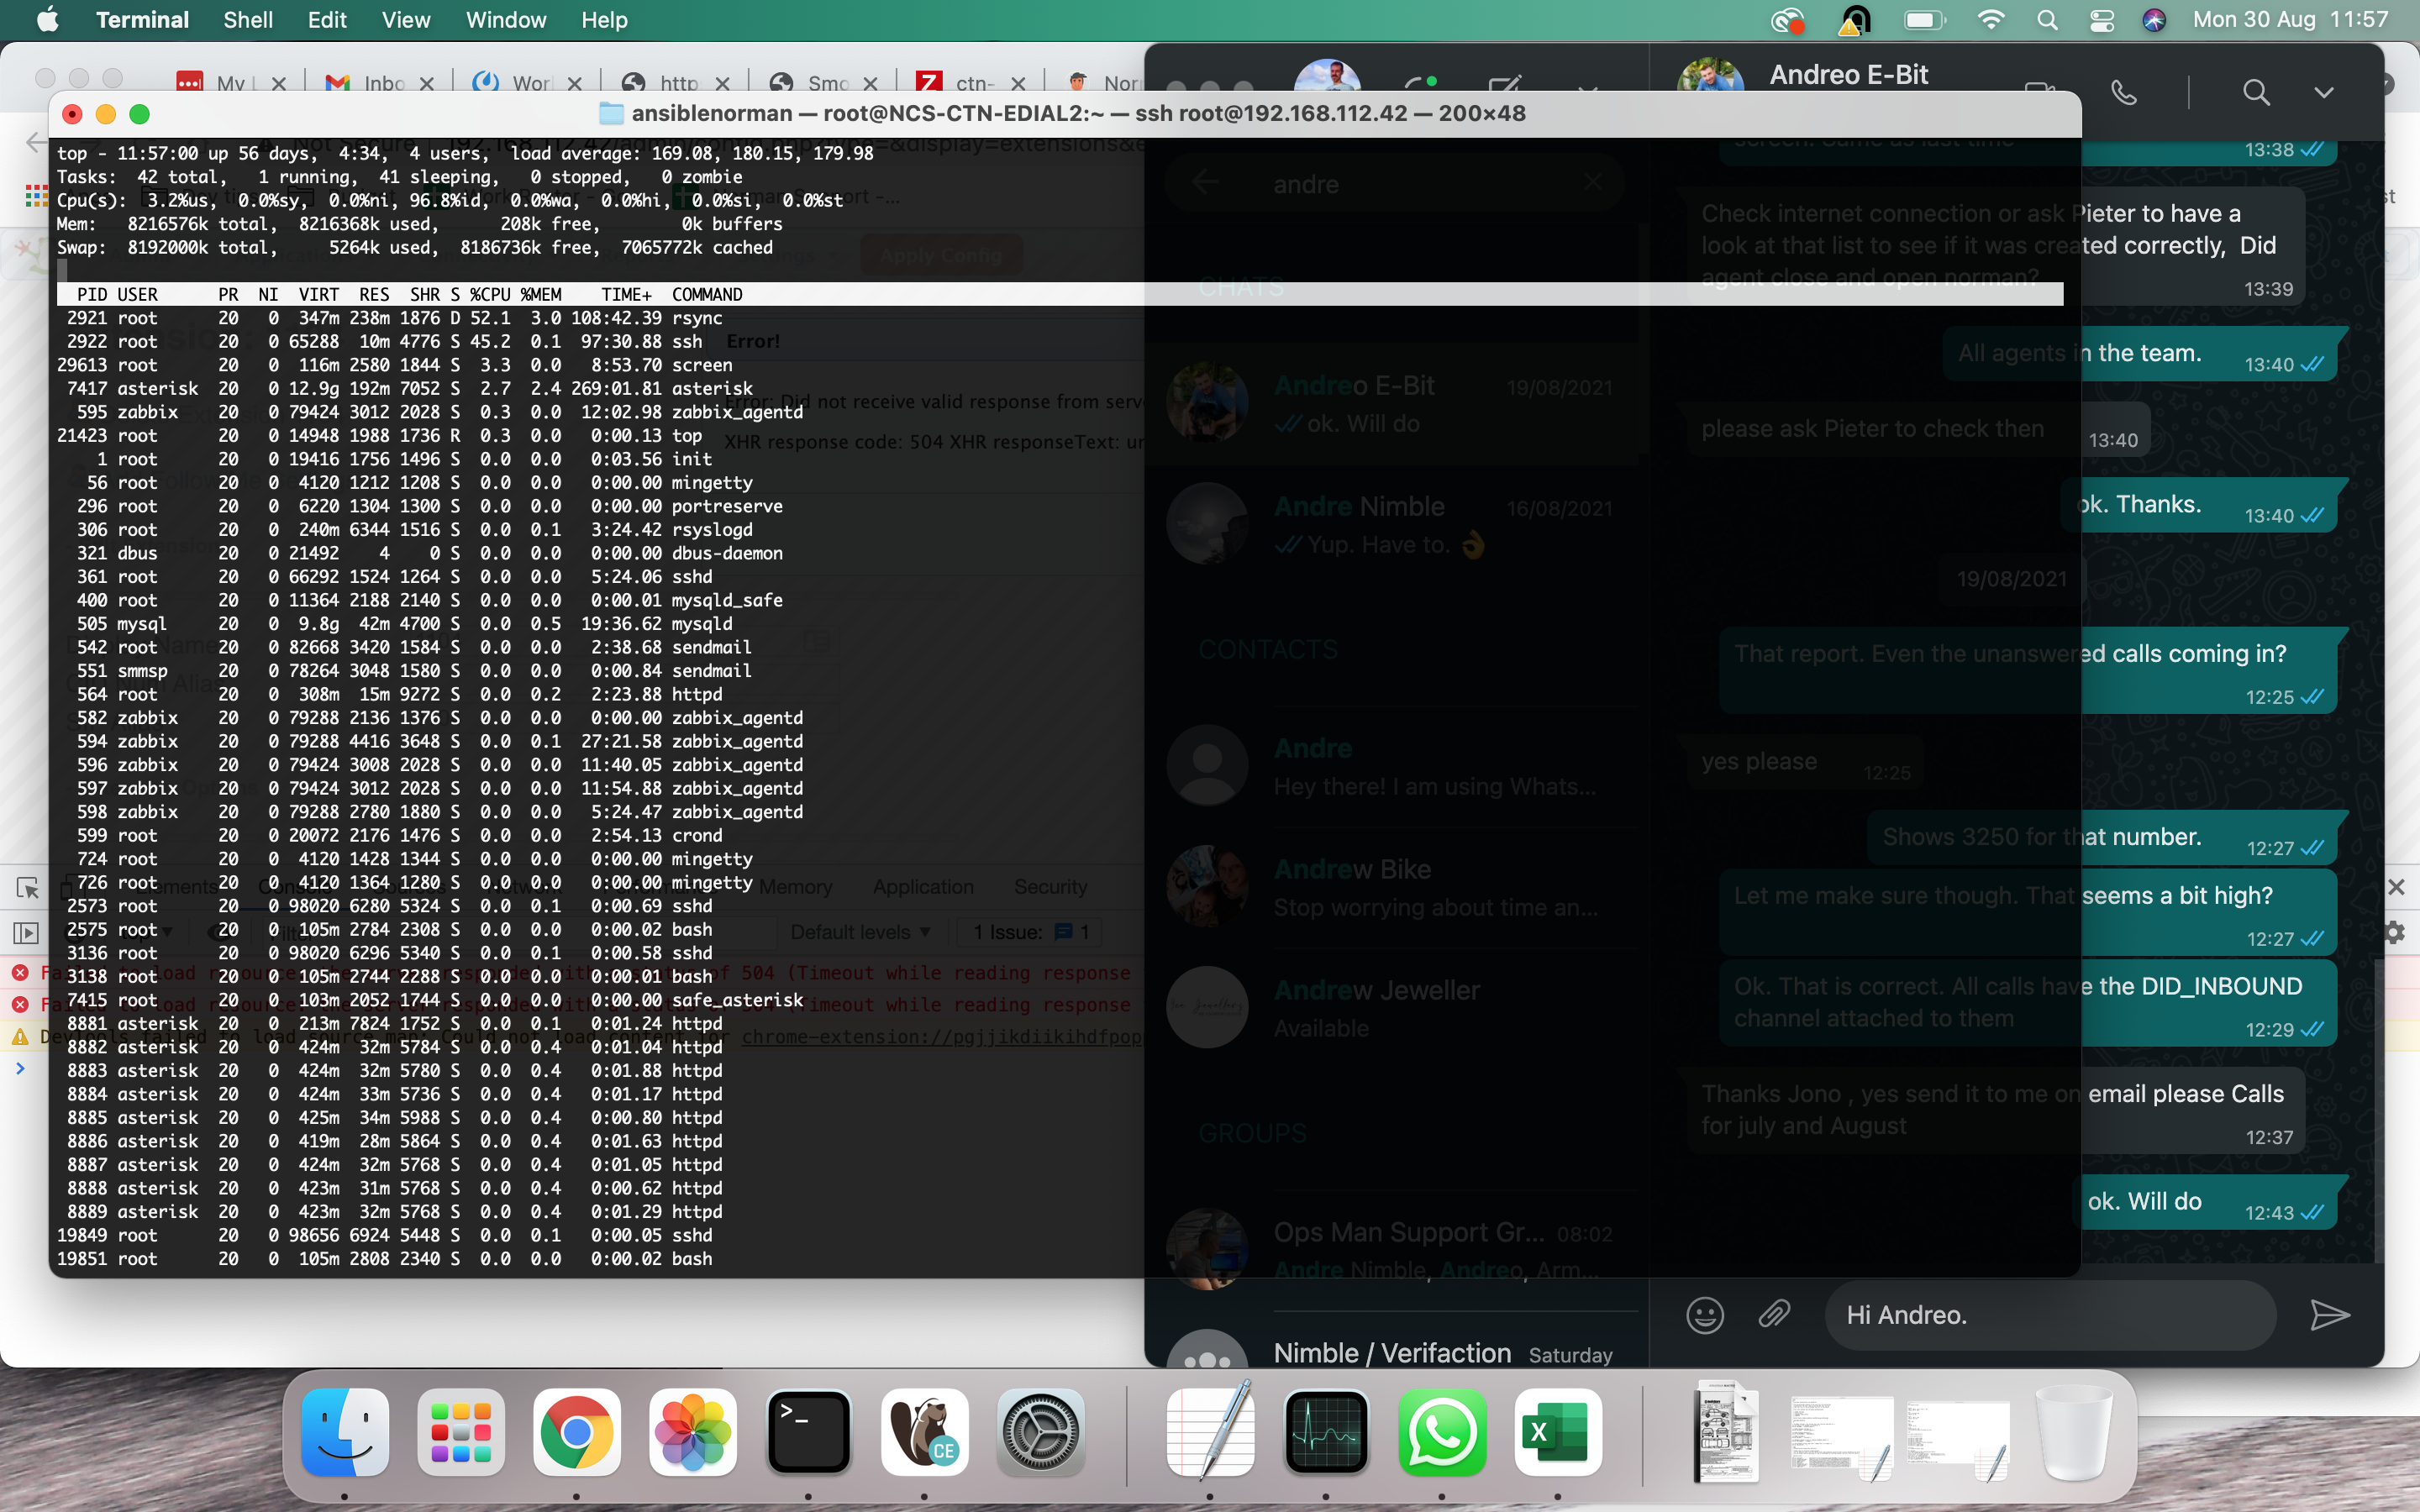 Terminal Shell Edit View Window Help
Mon 30 Aug 11:57
My L
Inbo
Worl
http
Smo
ctn-
Nor
ansiblenorman — root@NCS-CTN-EDIAL2:~ — ssh root@192.168.112.42 — 200×48
top - 11:57:00 up 56 days, 4:34, 4 users, load average: 169.08, 180.15, 179.98
Tasks: 42 total, 1 running, 41 sleeping, 0 stopped, 0 zombie
Cpu(s): 3.2%us, 0.0%sy, 0.0%ni, 96.8%id, 0.0%wa, 0.0%hi, 0.0%si, 0.0%st
Mem: 8216576k total, 8216368k used, 208k free, 0k buffers
Swap: 8192000k total, 5264k used, 8186736k free, 7065772k cached
PID USER PR NI VIRT RES SHR S %CPU %MEM TIME+ COMMAND
2921 root 20 0 347m 238m 1876 D 52.1 3.0 108:42.39 rsync
2922 root 20 0 65288 10m 4776 S 45.2 0.1 97:30.88 ssh
29613 root 20 0 116m 2580 1844 S 3.3 0.0 8:53.70 screen
7417 asterisk 20 0 12.9g 192m 7052 S 2.7 2.4 269:01.81 asterisk
595 zabbix 20 0 79424 3012 2028 S 0.3 0.0 12:02.98 zabbix_agentd
21423 root 20 0 14948 1988 1736 R 0.3 0.0 0:00.13 top
1 root 20 0 19416 1756 1496 S 0.0 0.0 0:03.56 init
56 root 20 0 4120 1212 1208 S 0.0 0.0 0:00.00 mingetty
296 root 20 0 6220 1304 1300 S 0.0 0.0 0:00.00 portreserve
306 root 20 0 240m 6344 1516 S 0.0 0.1 3:24.42 rsyslogd
321 dbus 20 0 21492 4 0 S 0.0 0.0 0:00.00 dbus-daemon
361 root 20 0 66292 1524 1264 S 0.0 0.0 5:24.06 sshd
400 root 20 0 11364 2188 2140 S 0.0 0.0 0:00.01 mysqld_safe
505 mysql 20 0 9.8g 42m 4700 S 0.0 0.5 19:36.62 mysqld
542 root 20 0 82668 3420 1584 S 0.0 0.0 2:38.68 sendmail
551 smmsp 20 0 78264 3048 1580 S 0.0 0.0 0:00.84 sendmail
564 root 20 0 308m 15m 9272 S 0.0 0.2 2:23.88 httpd
582 zabbix 20 0 79288 2136 1376 S 0.0 0.0 0:00.00 zabbix_agentd
594 zabbix 20 0 79288 4416 3648 S 0.0 0.1 27:21.58 zabbix_agentd
596 zabbix 20 0 79424 3008 2028 S 0.0 0.0 11:40.05 zabbix_agentd
597 zabbix 20 0 79424 3012 2028 S 0.0 0.0 11:54.88 zabbix_agentd
598 zabbix 20 0 79288 2780 1880 S 0.0 0.0 5:24.47 zabbix_agentd
599 root 20 0 20072 2176 1476 S 0.0 0.0 2:54.13 crond
724 root 20 0 4120 1428 1344 S 0.0 0.0 0:00.00 mingetty
726 root 20 0 4120 1364 1280 S 0.0 0.0 0:00.00 mingetty
2573 root 20 0 98020 6280 5324 S 0.0 0.1 0:00.69 sshd
2575 root 20 0 105m 2784 2308 S 0.0 0.0 0:00.02 bash
3136 root 20 0 98020 6296 5340 S 0.0 0.1 0:00.58 sshd
3138 root 20 0 105m 2744 2288 S 0.0 0.0 0:00.01 bash
7415 root 20 0 103m 2052 1744 S 0.0 0.0 0:00.00 safe_asterisk
8881 asterisk 20 0 213m 7824 1752 S 0.0 0.1 0:01.24 httpd
8882 asterisk 20 0 424m 32m 5784 S 0.0 0.4 0:01.04 httpd
8883 asterisk 20 0 424m 32m 5780 S 0.0 0.4 0:01.88 httpd
8884 asterisk 20 0 424m 33m 5736 S 0.0 0.4 0:01.17 httpd
8885 asterisk 20 0 425m 34m 5988 S 0.0 0.4 0:00.80 httpd
8886 asterisk 20 0 419m 28m 5864 S 0.0 0.4 0:01.63 httpd
8887 asterisk 20 0 424m 32m 5768 S 0.0 0.4 0:01.05 httpd
8888 asterisk 20 0 423m 31m 5768 S 0.0 0.4 0:00.62 httpd
8889 asterisk 20 0 423m 32m 5768 S 0.0 0.4 0:01.29 httpd
19849 root 20 0 98656 6924 5448 S 0.0 0.1 0:00.05 sshd
19851 root 20 0 105m 2808 2340 S 0.0 0.0 0:00.02 bash
Apply Config
Error!
Error: Did not receive valid response from serv
XHR response code: 504 XHR responseText: ur
Memory Application Security
Default levels
1 Issue: 1
of 504 (Timeout while reading response
chrome-extension://pgjjikdiikihdfpop
andre
CHATS
Andreo E-Bit 19/08/2021
ok. Will do
Andre Nimble 16/08/2021
Yup. Have to. 👌
CONTACTS
Andre
Hey there! I am using Whats...
Andrew Bike
Stop worrying about time an...
Andrew Jeweller
Available
GROUPS
Ops Man Support Gr... 08:02
Andre Nimble, Andreo, Arm...
Nimble / Verifaction Saturday
Andreo E-Bit
screen. Same as last time
13:38
Check internet connection or ask Pieter to have a
look at that list to see if it was created correctly, Did
agent close and open norman?
13:39
All agents in the team.
13:40
please ask Pieter to check then
13:40
ok. Thanks.
13:40
19/08/2021
That report. Even the unanswered calls coming in?
12:25
yes please
12:25
Shows 3250 for that number.
12:27
Let me make sure though. That seems a bit high?
12:27
Ok. That is correct. All calls have the DID_INBOUND
channel attached to them
12:29
Thanks Jono , yes send it to me on email please Calls
for july and August
12:37
ok. Will do
12:43
Hi Andreo.
>_
CE
X